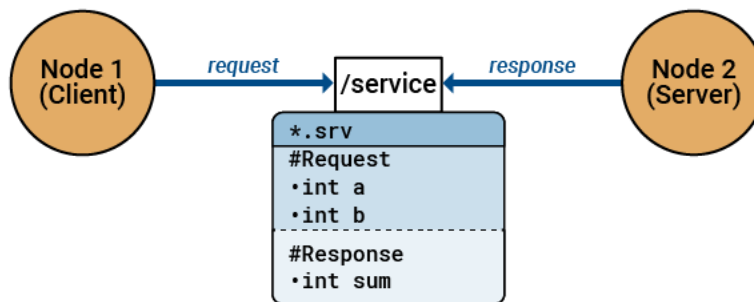 Node 1
(Client)
request
/service
response
Node 2
(Server)
*.srv
#Request
•int a
•int b
#Response
•int sum